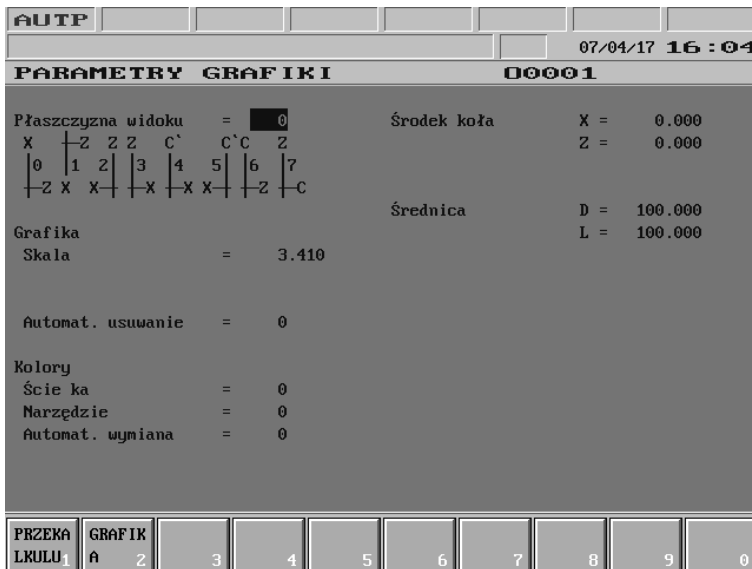 AUTP
07/04/17 16:04
PARAMETRY GRAFIKI O0001
Płaszczyzna widoku = 0
X Z Z Z C` C`C Z
0 1 2 3 4 5 6 7
Z X X X X X Z C
Grafika
Skala = 3.410
Automat. usuwanie = 0
Kolory
Ście ka = 0
Narzędzie = 0
Automat. wymiana = 0
Środek koła X = 0.000
Z = 0.000
Średnica D = 100.000
L = 100.000
PRZEKA GRAFIK
LKULU1 A 2 3 4 5 6 7 8 9 0